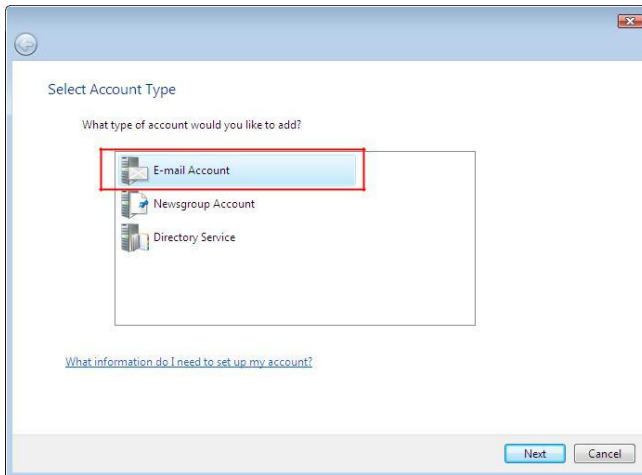 Select Account Type
What type of account would you like to add?
E-mail Account
Newsgroup Account
Directory Service
What information do I need to set up my account?
Next
Cancel